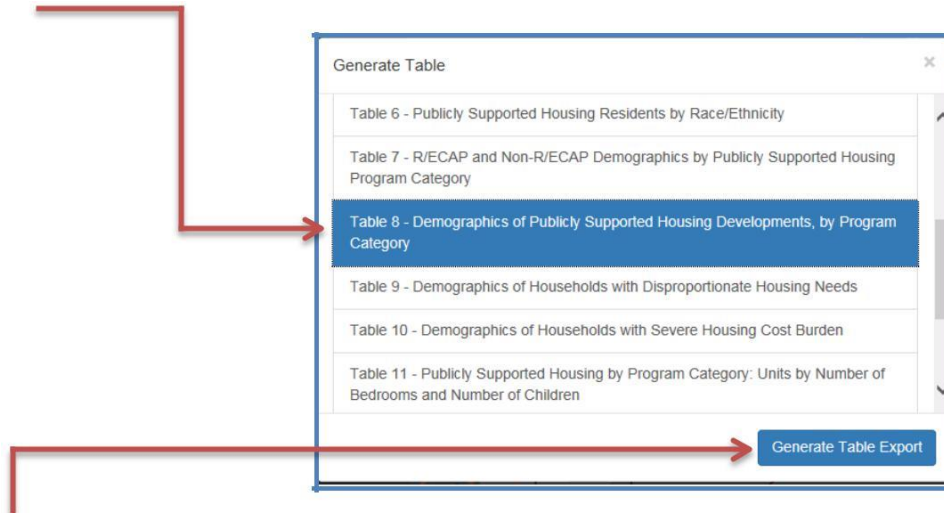 Generate Table
×
Table 6 - Publicly Supported Housing Residents by Race/Ethnicity
Table 7 - R/ECAP and Non-R/ECAP Demographics by Publicly Supported Housing
Program Category
Table 8 - Demographics of Publicly Supported Housing Developments, by Program
Category
Table 9 - Demographics of Households with Disproportionate Housing Needs
Table 10 - Demographics of Households with Severe Housing Cost Burden
Table 11 - Publicly Supported Housing by Program Category: Units by Number of
Bedrooms and Number of Children
Generate Table Export